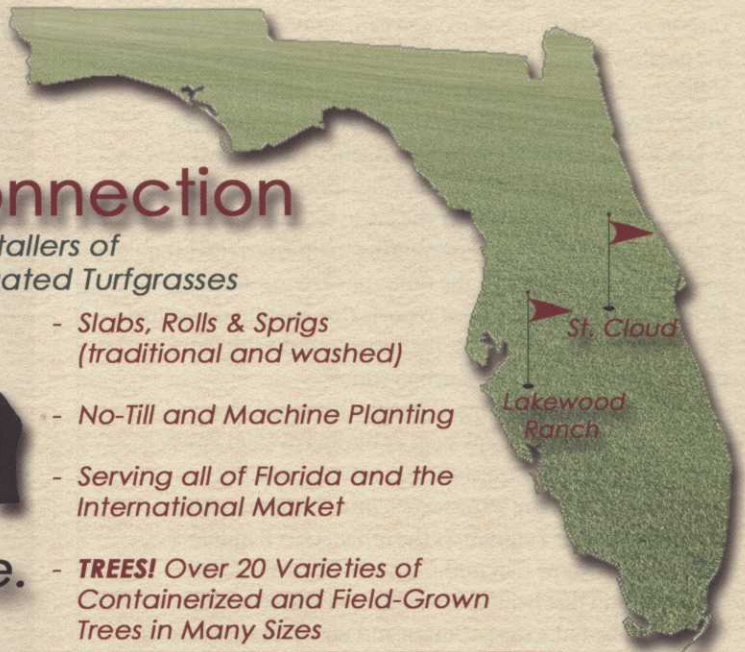 onnection
tallers of
ated Turfgrasses
- Slabs, Rolls & Sprigs
(traditional and washed)
- No-Till and Machine Planting
- Serving all of Florida and the
International Market
e. - TREES! Over 20 Varieties of
Containerized and Field-Grown
Trees in Many Sizes
St. Cloud
Lakewood
Ranch